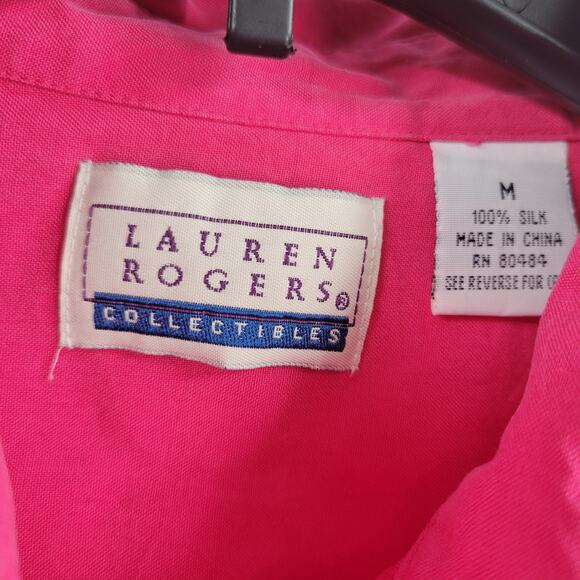 LAUREN
ROGERS®
COLLECTIBLES
M
100% SILK
MADE IN CHINA
RN 80484
SEE REVERSE FOR